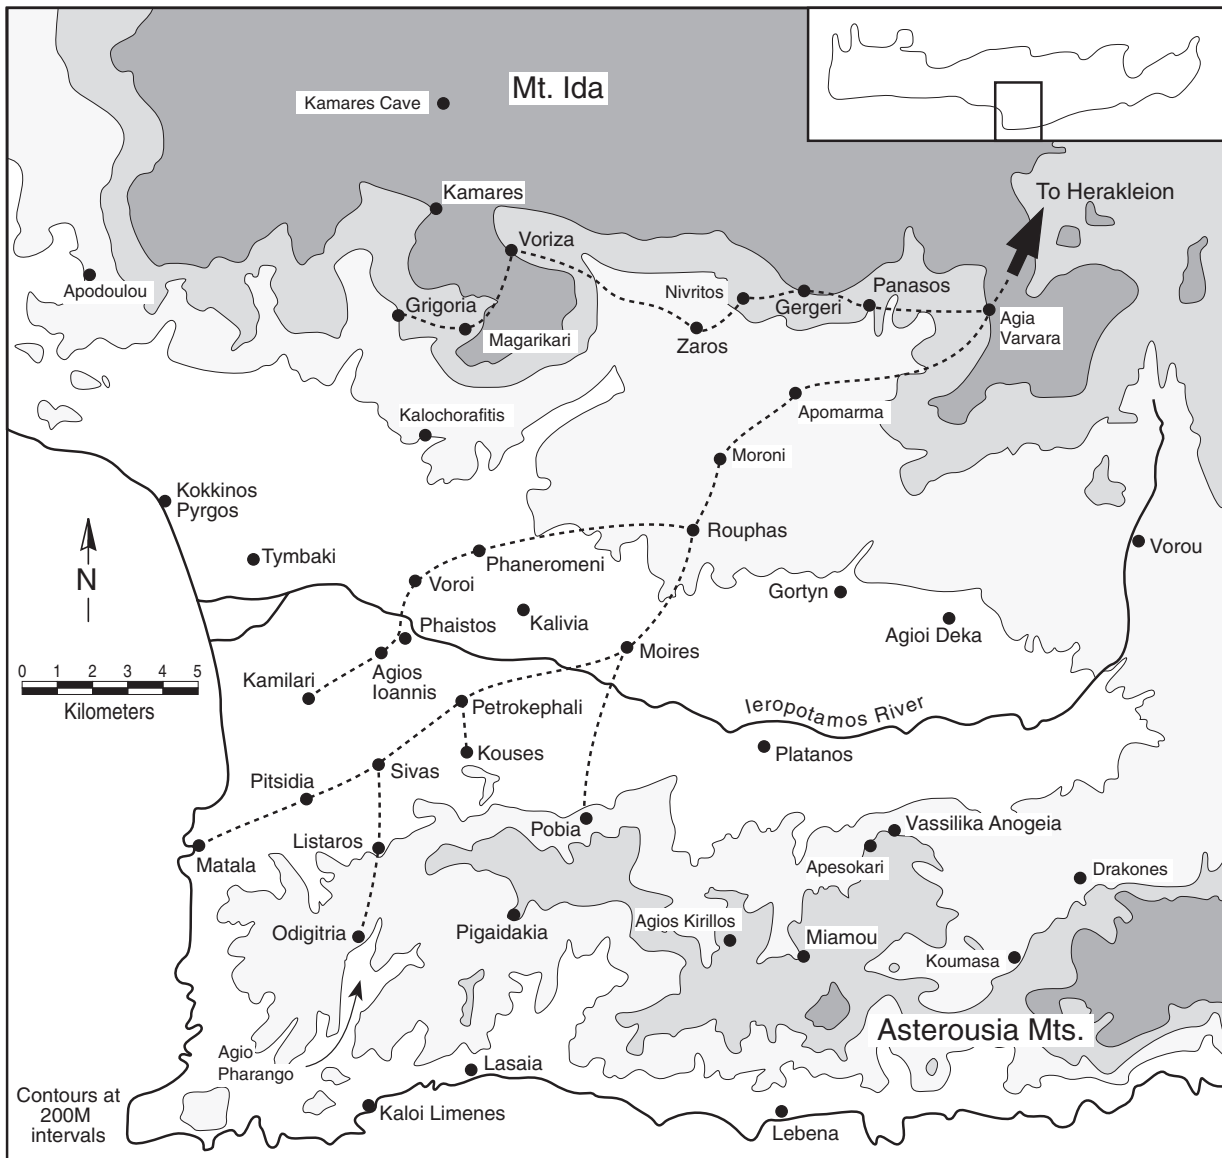 Mt. Ida
Kamares Cave
To Herakleion
Kamares
Voriza
Apodoulou
Nivritos
Panasos
Grigoria
Gergeri
Magarikari
Zaros
Agia
Varvara
Kalochorafitis
Apomarma
Moroni
Kokkinos
Pyrgos
Rouphas
Tymbaki
Phaneromeni
Vorou
N
Voroi
Gortyn
Kalivia
Phaistos
Agioi Deka
Moires
0 1 2 3 4 5
Kilometers
Kamilari
Agios
Ioannis
Petrokephali
Ieropotamos River
Kouses
Platanos
Sivas
Pitsidia
Pobia
Vassilika Anogeia
Listaros
Matala
Apesokari
Drakones
Agios Kirillos
Odigitria
Pigaidakia
Miamou
Koumasa
Asterousia Mts.
Agio
Pharango
Lasaia
Contours at
200M
intervals
Kaloi Limenes
Lebena